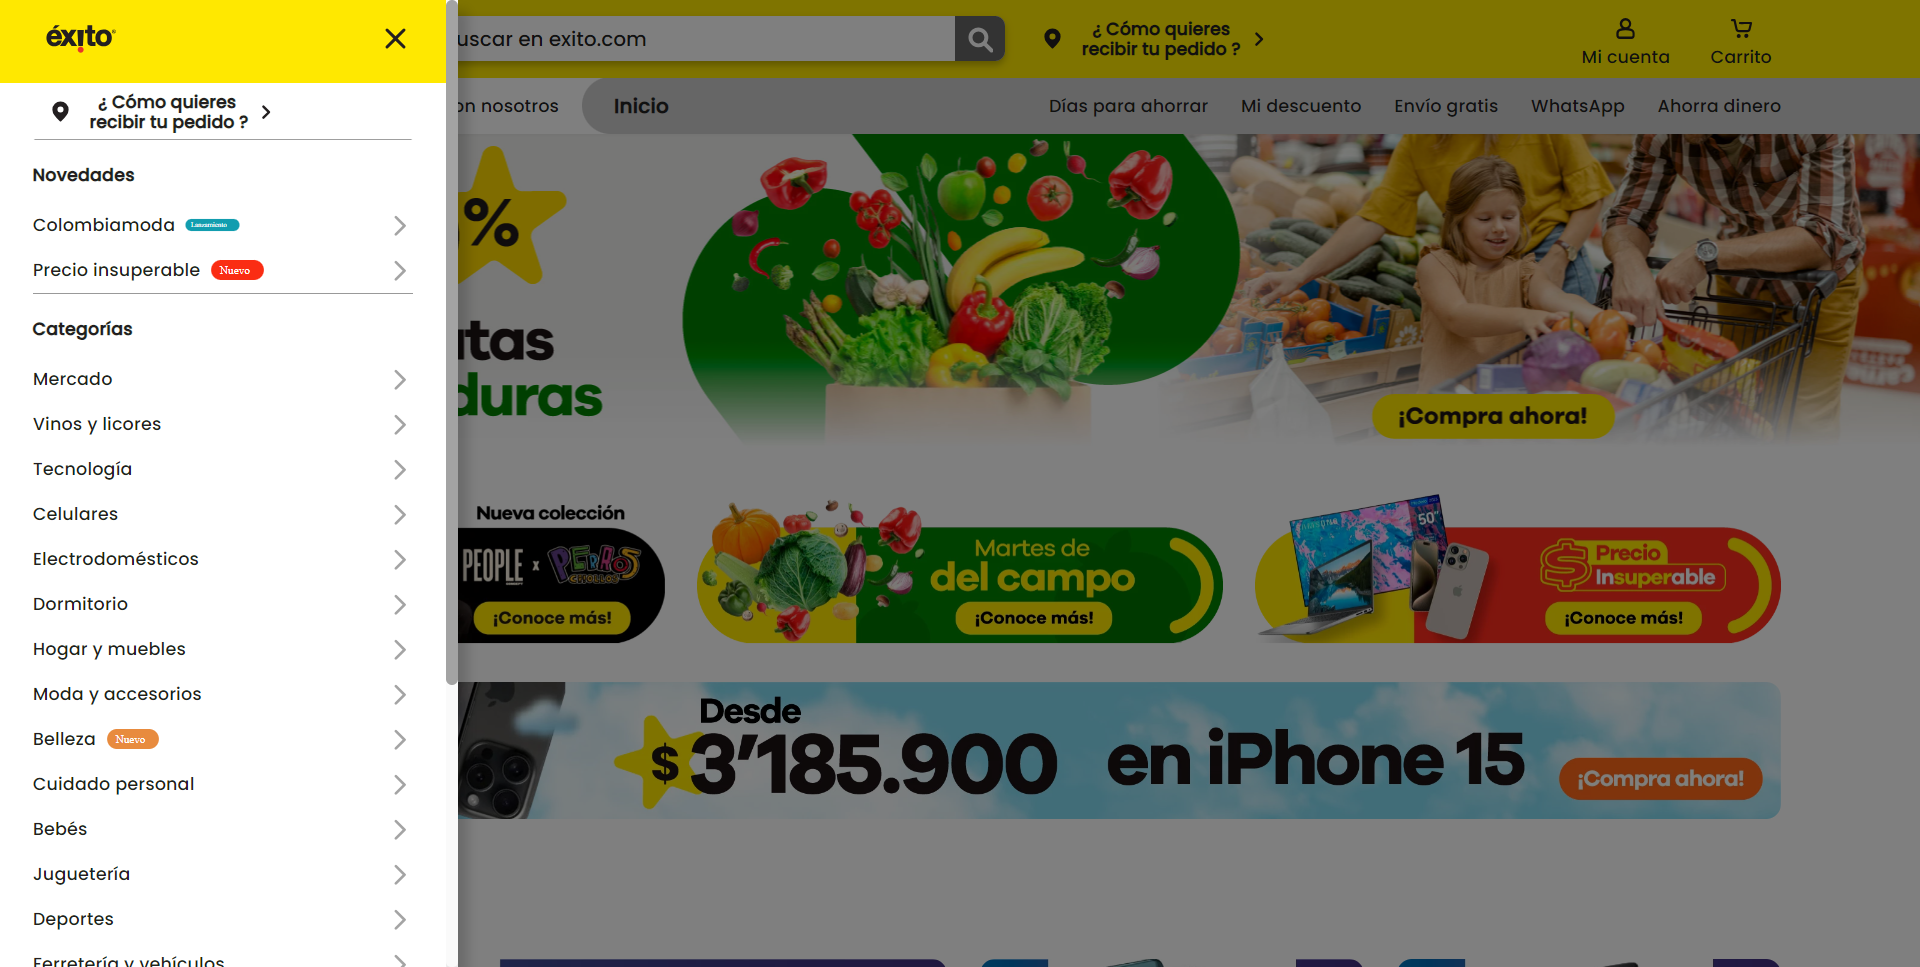 éxito
¿ Cómo quieres
recibir tu pedido ?
Novedades
Colombiamoda Lanzamiento
Precio insuperable Nuevo
Categorías
Mercado
Vinos y licores
Tecnología
Celulares
Electrodomésticos
Dormitorio
Hogar y muebles
Moda y accesorios
Belleza Nuevo
Cuidado personal
Bebés
Juguetería
Deportes
Ferretería y vehículos
uscar en exito.com
¿ Cómo quieres
recibir tu pedido ?
Mi cuenta
Carrito
on nosotros
Inicio
Días para ahorrar
Mi descuento
Envío gratis
WhatsApp
Ahorra dinero
%
tas
duras
¡Compra ahora!
Nueva colección
PEOPLE x PERROS
CRIOLLOS
¡Conoce más!
Martes de
del campo
¡Conoce más!
50"
Precio
Insuperable
¡Conoce más!
Desde
$ 3'185.900 en iPhone 15
¡Compra ahora!